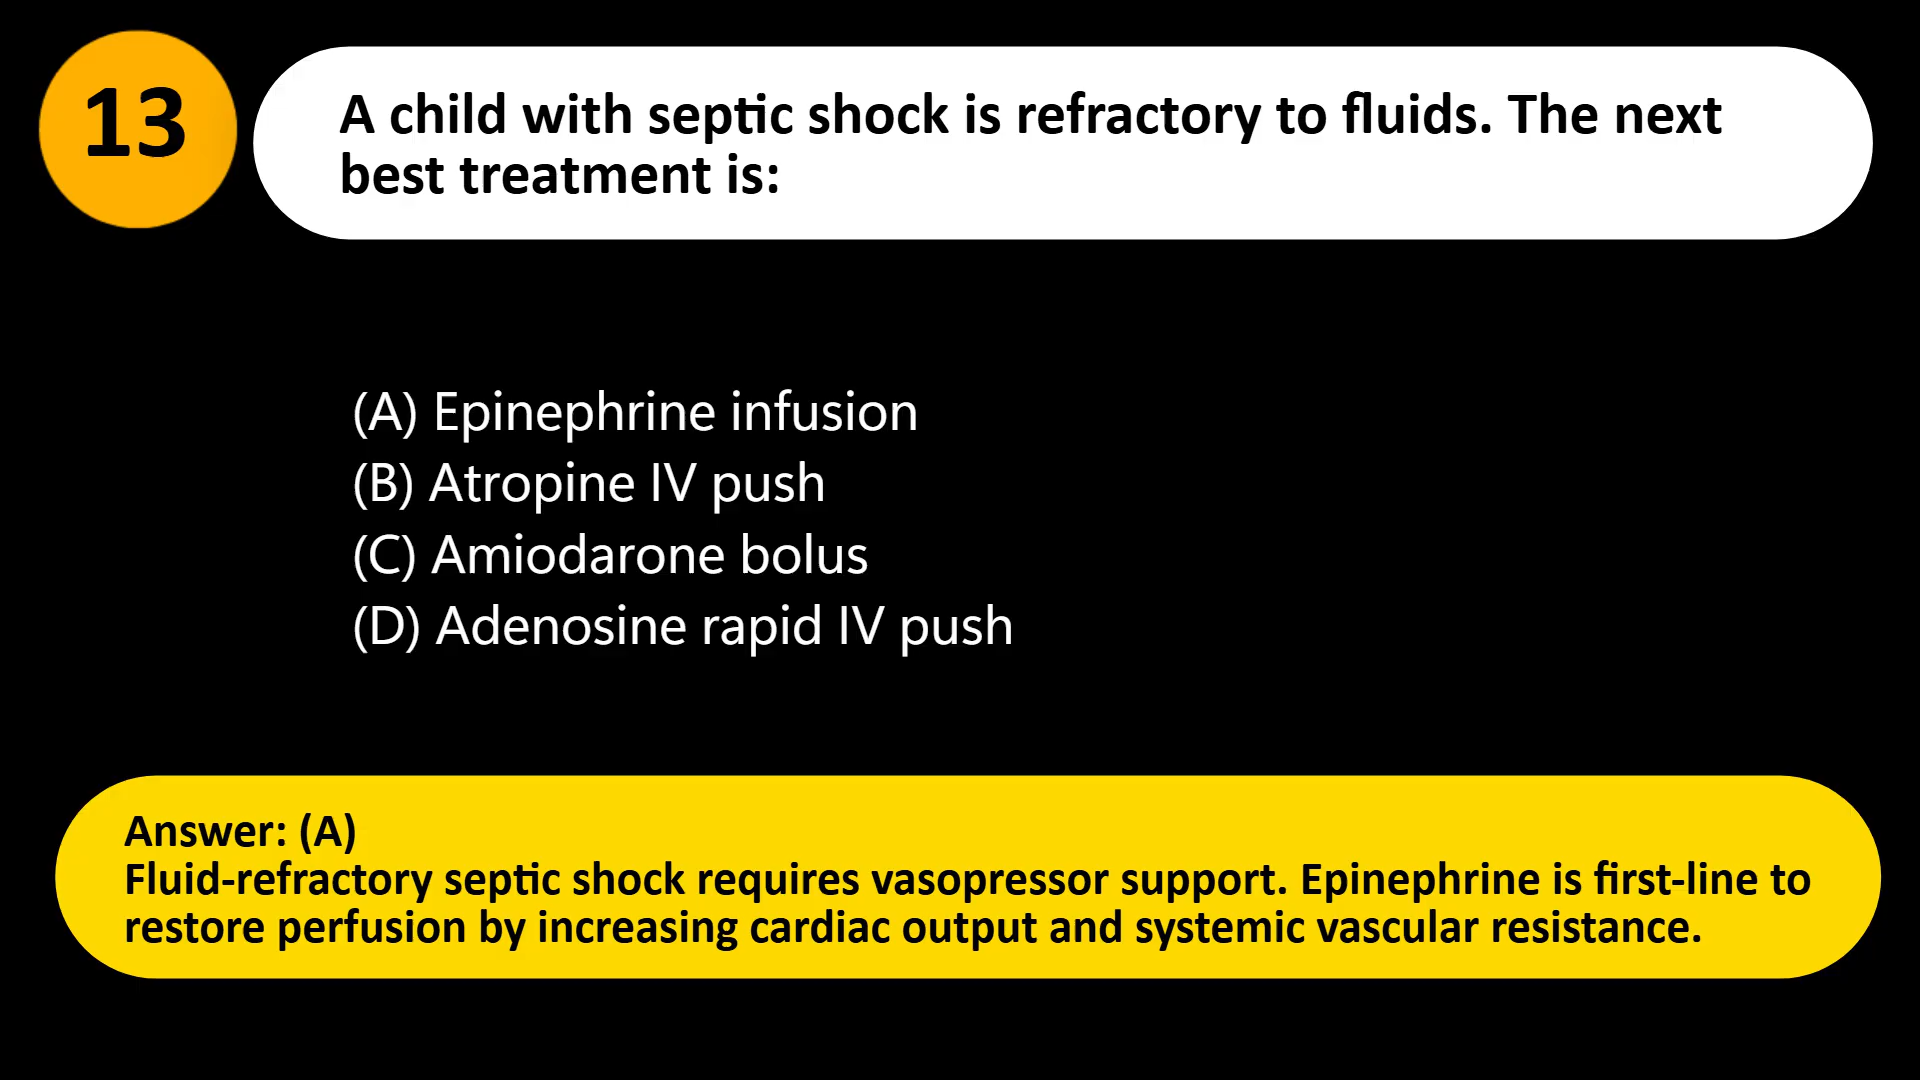 13
A child with septic shock is refractory to fluids. The next
best treatment is:
(A) Epinephrine infusion
(B) Atropine IV push
(C) Amiodarone bolus
(D) Adenosine rapid IV push
Answer: (A)
Fluid-refractory septic shock requires vasopressor support. Epinephrine is first-line to
restore perfusion by increasing cardiac output and systemic vascular resistance.